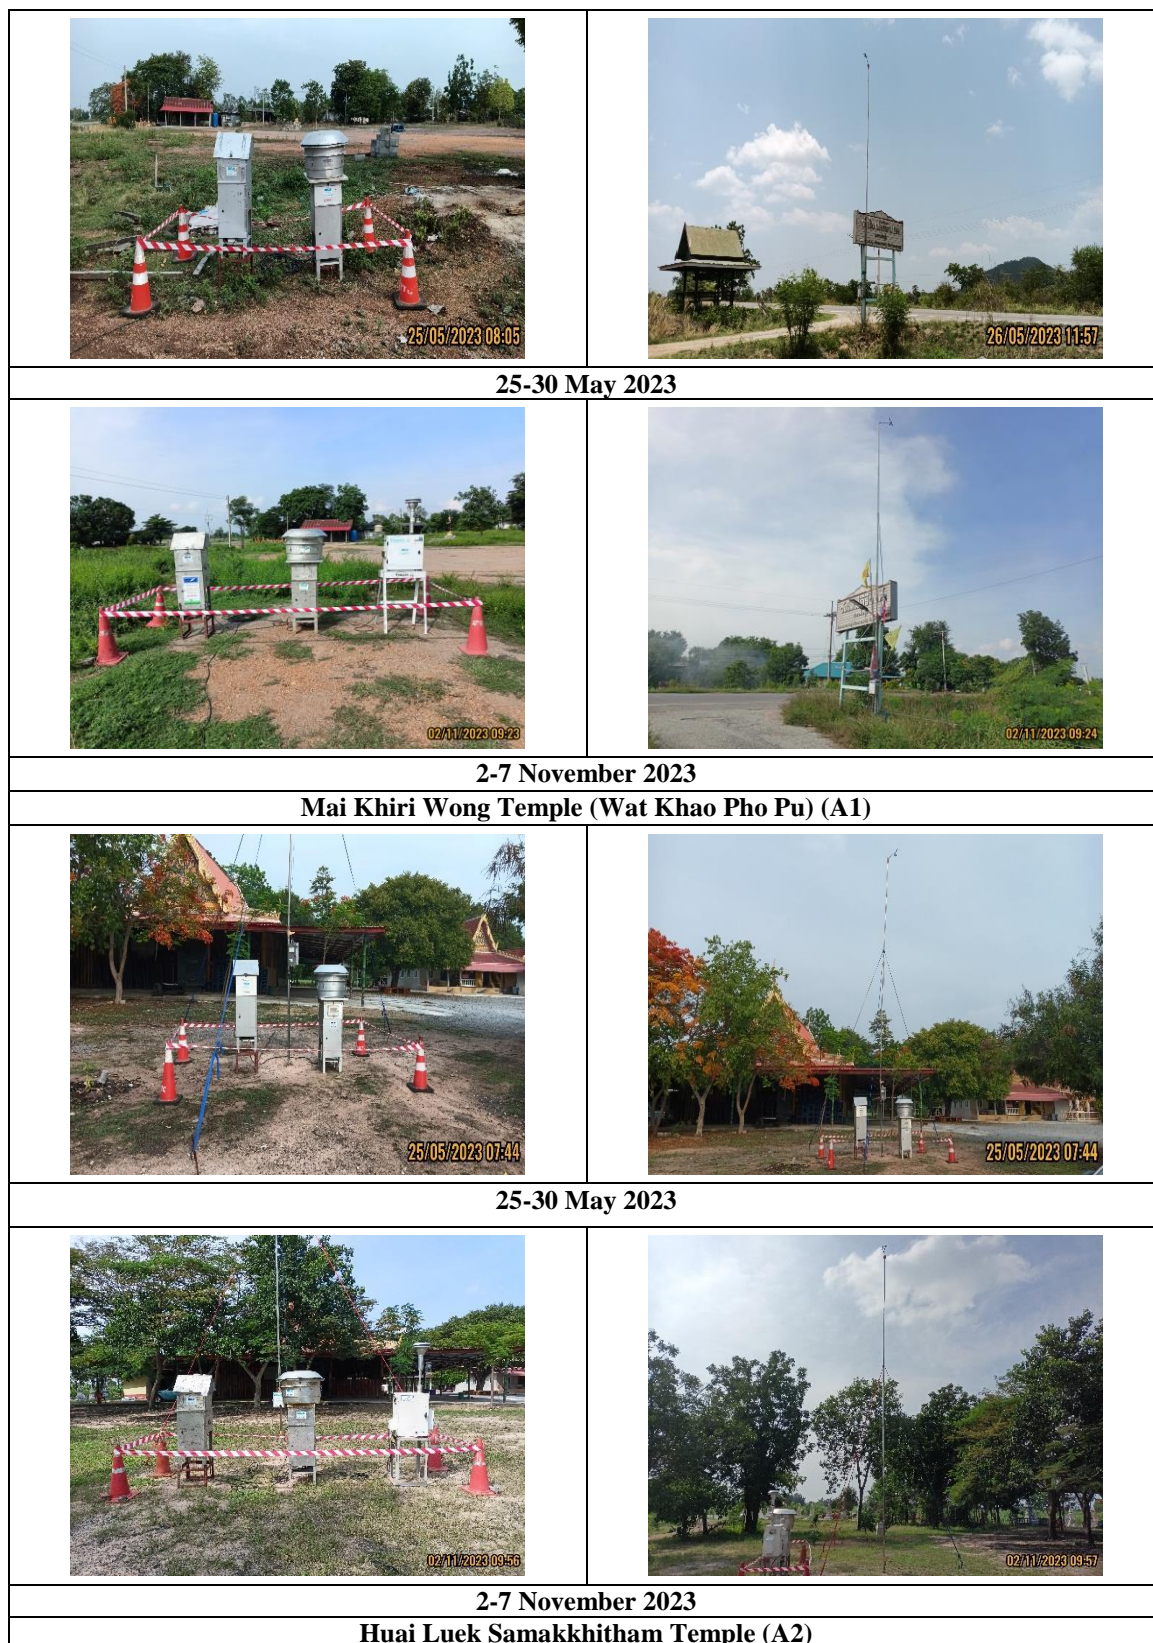 25/05/2023 08:05
26/05/2023 11:57
25-30 May 2023
02/11/2023 09:23
02/11/2023 09:24
2-7 November 2023
Mai Khiri Wong Temple (Wat Khao Pho Pu) (A1)
25/05/2023 07:44
25/05/2023 07:44
25-30 May 2023
02/11/2023 09:56
02/11/2023 09:57
2-7 November 2023
Huai Luek Samakkhitham Temple (A2)